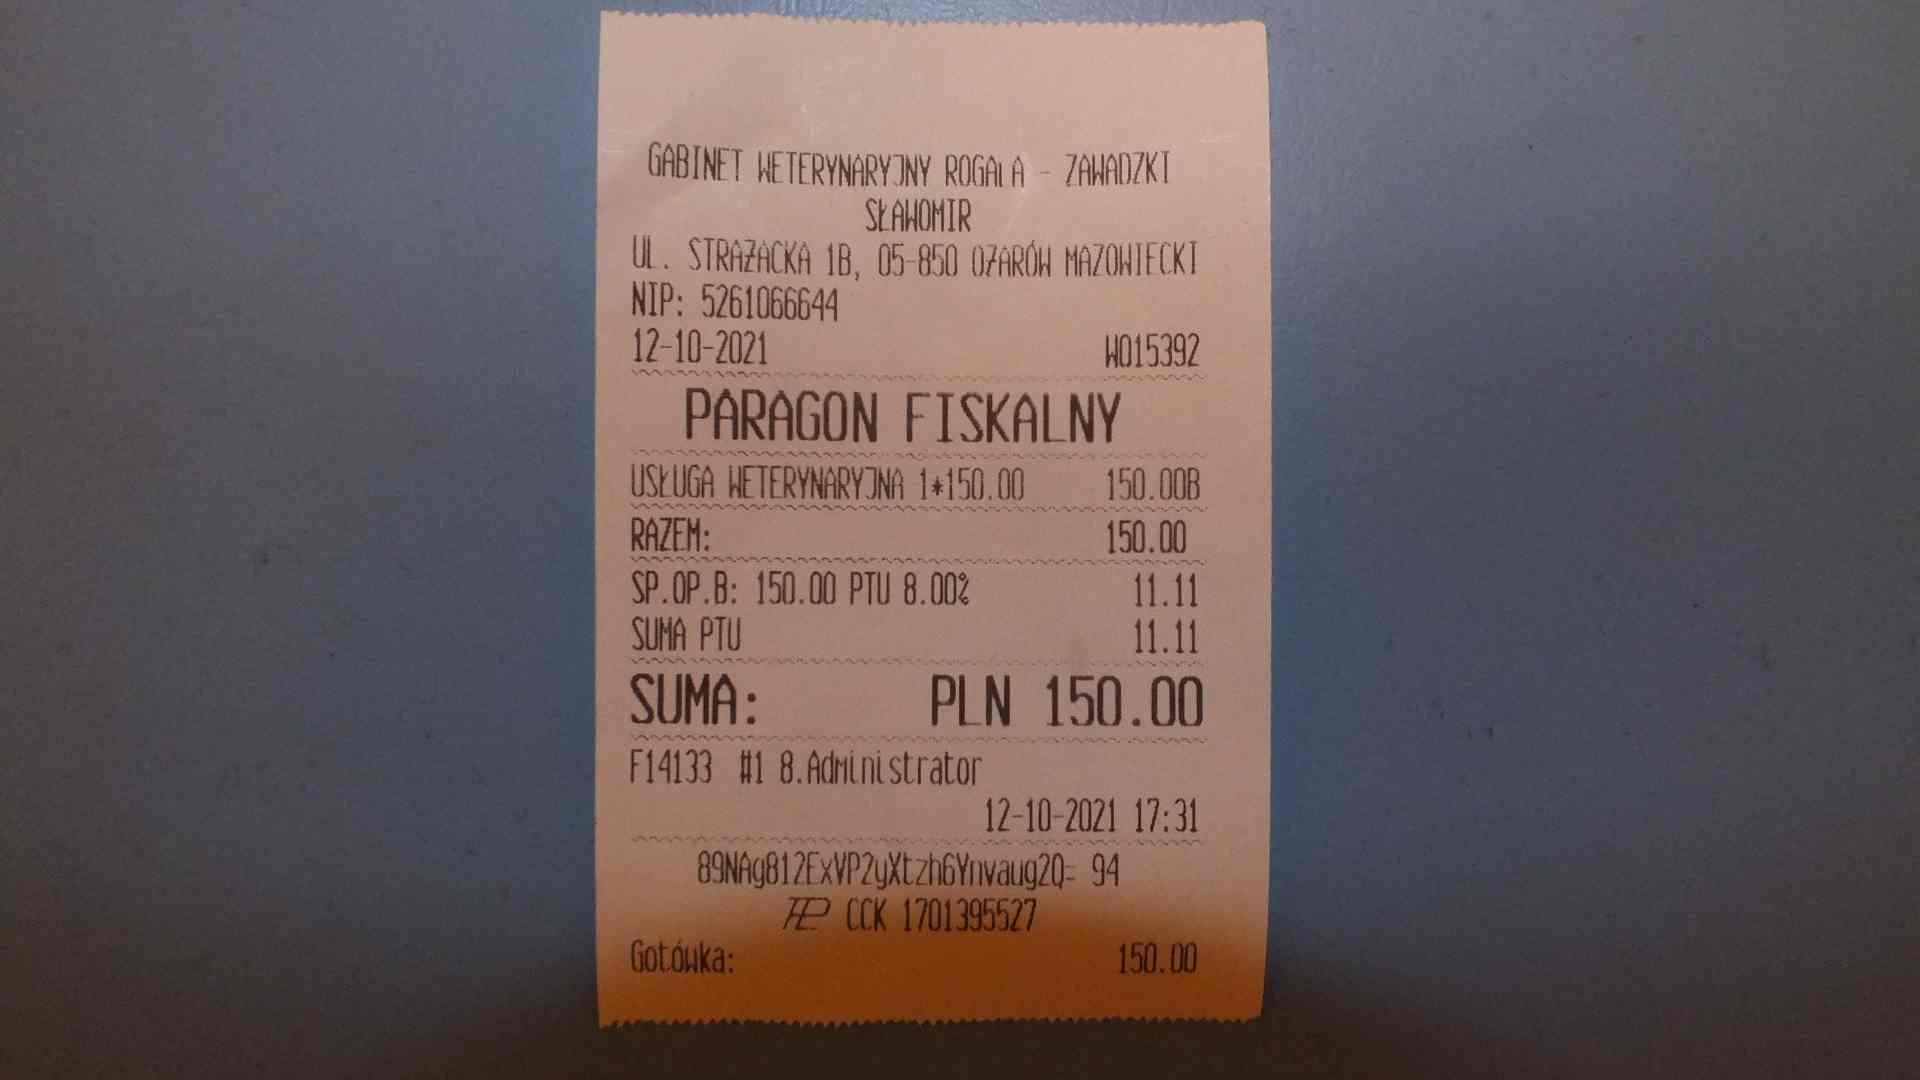 GABINET WETERYNARYJNY ROGALA - ZAWADZKI
SŁAWOMIR
UL. STRAŻACKA 1B, 05-850 OŻARÓW MAZOWIECKI
NIP: 5261066644
12-10-2021 W015392
PARAGON FISKALNY
USŁUGA WETERYNARYJNA 1*150.00 150.00B
RAZEM: 150.00
SP.OP.B: 150.00 PTU 8.00% 11.11
SUMA PTU 11.11
SUMA: PLN 150.00
F14133 #1 8.Administrator
12-10-2021 17:31
89NAg812ExVP2yXtzh6Ynvaug2Q= 94
CCK 1701395527
Gotówka: 150.00